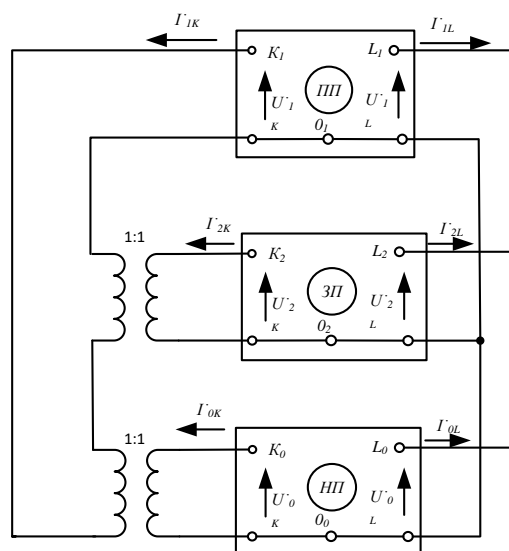 I˙1K
I˙1L
K1
L1
ПП
U˙1
K
U˙1
L
01
1:1
I˙2K
I˙2L
K2
L2
ЗП
U˙2
K
U˙2
L
02
1:1
I˙0K
I˙0L
K0
L0
НП
U˙0
K
U˙0
L
00